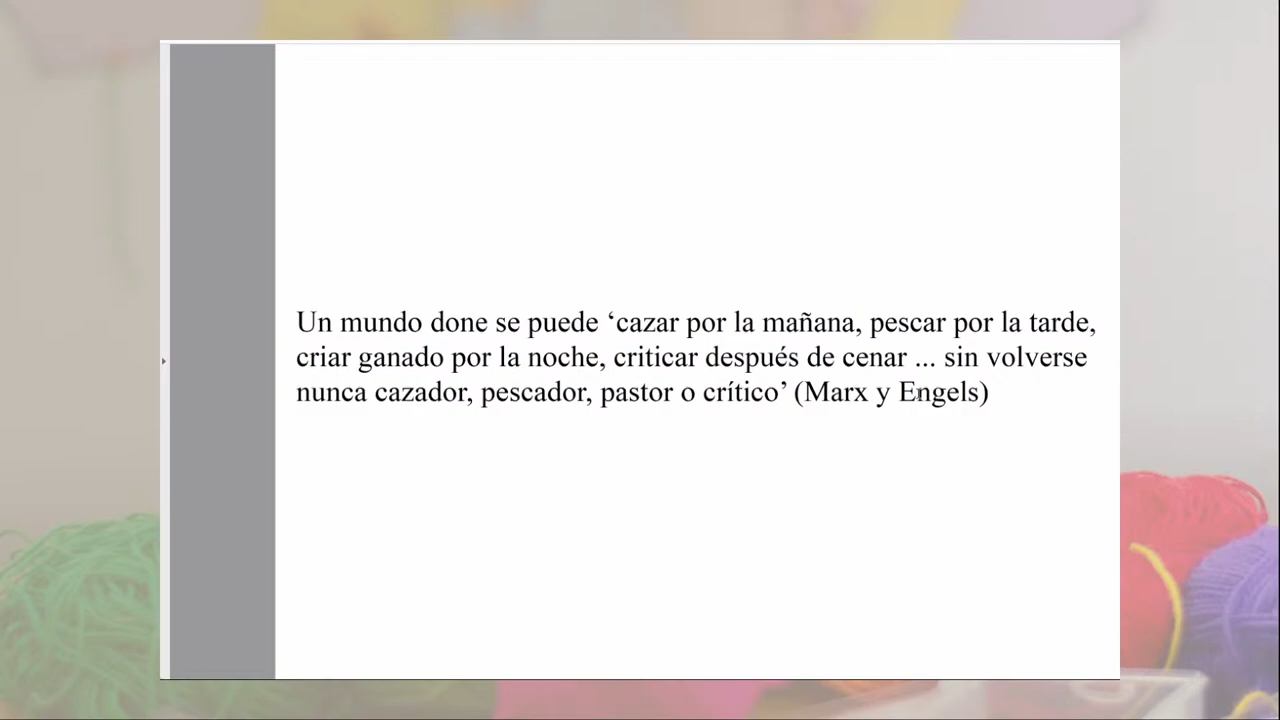 Un mundo done se puede ‘cazar por la mañana, pescar por la tarde,
criar ganado por la noche, criticar después de cenar ... sin volverse
nunca cazador, pescador, pastor o crítico’ (Marx y Engels)